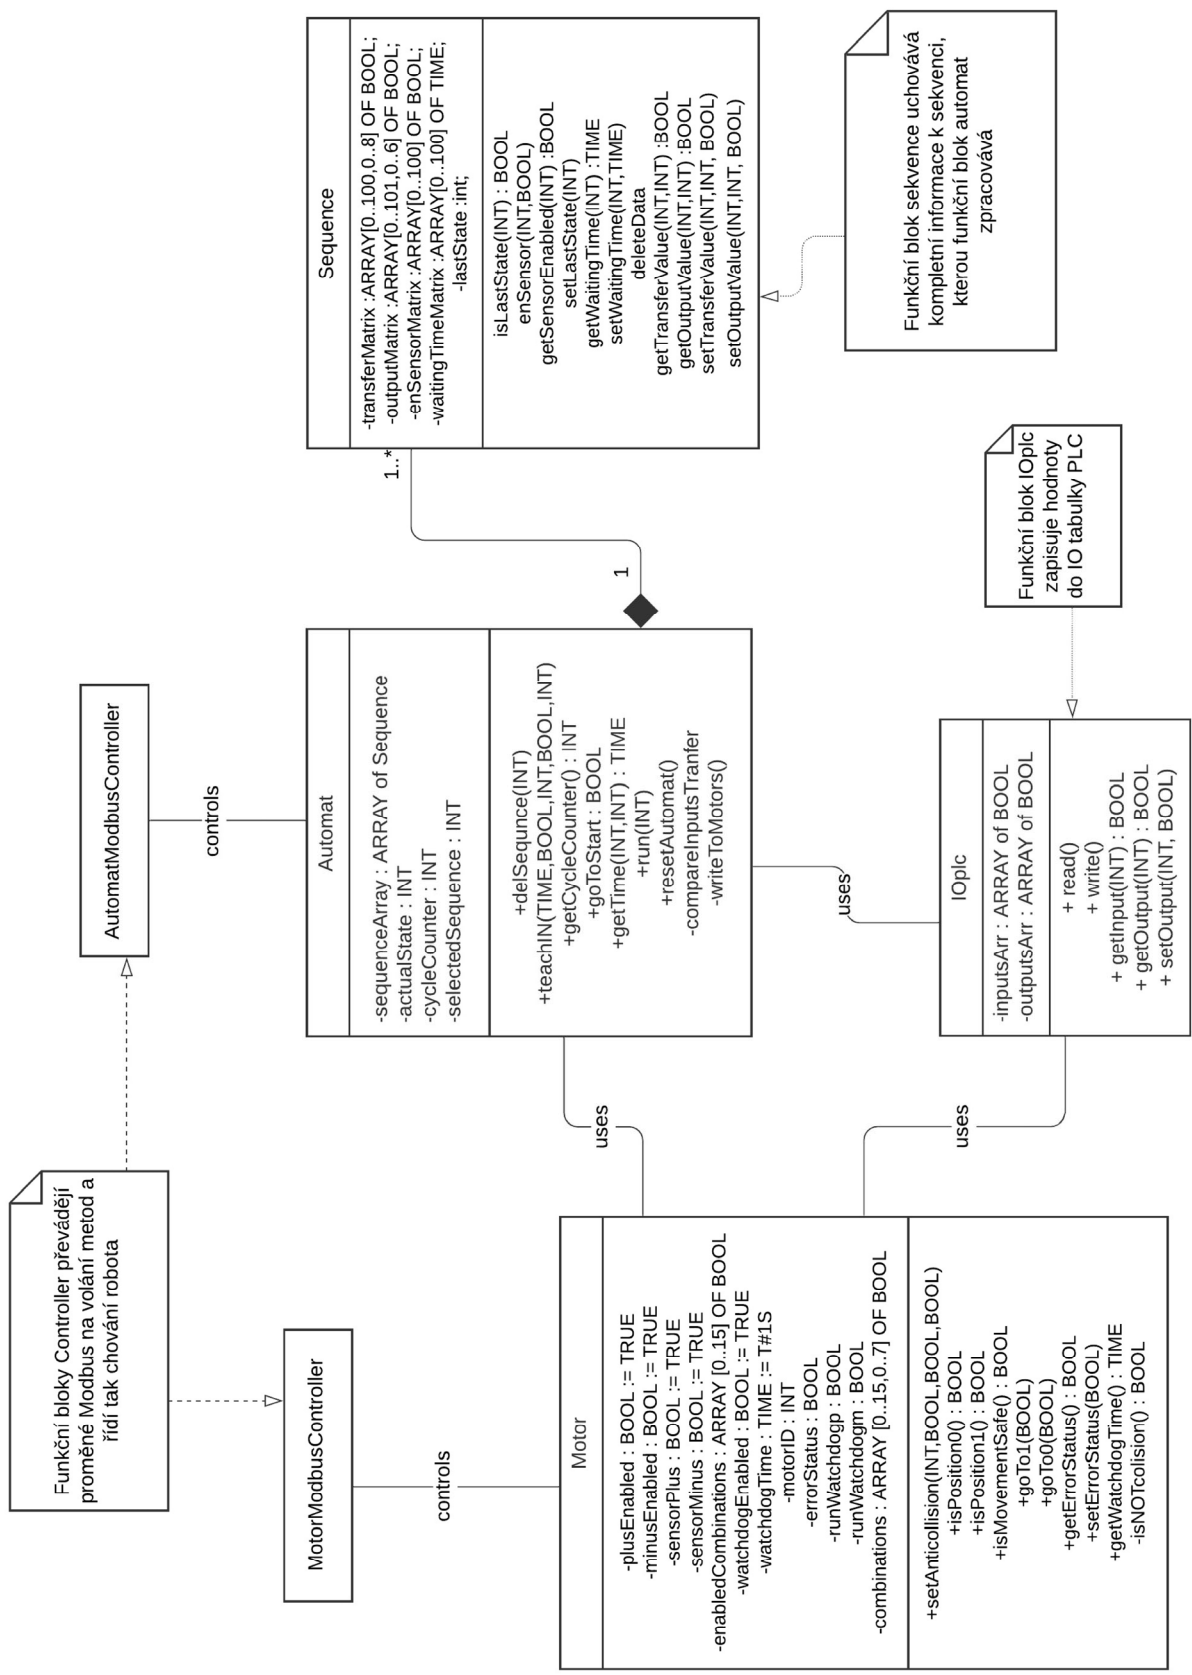 Funkční bloky Controller převádějí
proměné Modbus na volání metod a
řídí tak chování robota
MotorModbusController
controls
Motor
-plusEnabled : BOOL := TRUE
-minusEnabled : BOOL := TRUE
-sensorPlus : BOOL := TRUE
-sensorMinus : BOOL := TRUE
-enabledCombinations : ARRAY [0..15] OF BOOL
-watchdogEnabled : BOOL := TRUE
-watchdogTime : TIME := T#1S
-motorID : INT
-errorStatus : BOOL
-runWatchdogp : BOOL
-runWatchdogm : BOOL
-combinations : ARRAY [0..15,0..7] OF BOOL
+setAnticollision(INT,BOOL,BOOL,BOOL)
+isPosition0() : BOOL
+isPosition1() : BOOL
+isMovementSafe() : BOOL
+goTo1(BOOL)
+goTo0(BOOL)
+getErrorStatus() : BOOL
+setErrorStatus(BOOL)
+getWatchdogTime() : TIME
-isNOTcolision() : BOOL
uses
uses
AutomatModbusController
controls
Automat
-sequenceArray : ARRAY of Sequence
-actualState : INT
-cycleCounter : INT
-selectedSequence : INT
+delSequnce(INT)
+teachIN(TIME,BOOL,INT,BOOL,INT)
+getCycleCounter() : INT
+goToStart : BOOL
+getTime(INT,INT) : TIME
+run(INT)
+resetAutomat()
-compareInputsTranfer
-writeToMotors()
uses
IOplc
-inputsArr : ARRAY of BOOL
-outputsArr : ARRAY of BOOL
+ read()
+ write()
+ getInput(INT) : BOOL
+ getOutput(INT) : BOOL
+ setOutput(INT, BOOL)
Funkční blok IOplc
zapisuje hodnoty
do IO tabulky PLC
1
1..*
Sequence
-transferMatrix :ARRAY[0..100,0..8] OF BOOL;
-outputMatrix :ARRAY[0..101,0..6] OF BOOL;
-enSensorMatrix :ARRAY[0..100] OF BOOL;
-waitingTimeMatrix :ARRAY[0..100] OF TIME;
-lastState :int;
isLastState(INT) : BOOL
enSensor(INT,BOOL)
getSensorEnabled(INT) :BOOL
setLastState(INT)
getWaitingTime(INT) :TIME
setWaitingTime(INT,TIME)
deleteData
getTransferValue(INT,INT) :BOOL
getOutputValue(INT,INT) :BOOL
setTransferValue(INT,INT, BOOL)
setOutputValue(INT,INT, BOOL)
Funkční blok sekvence uchovává
kompletní informace k sekvenci,
kterou funkční blok automat
zpracovává